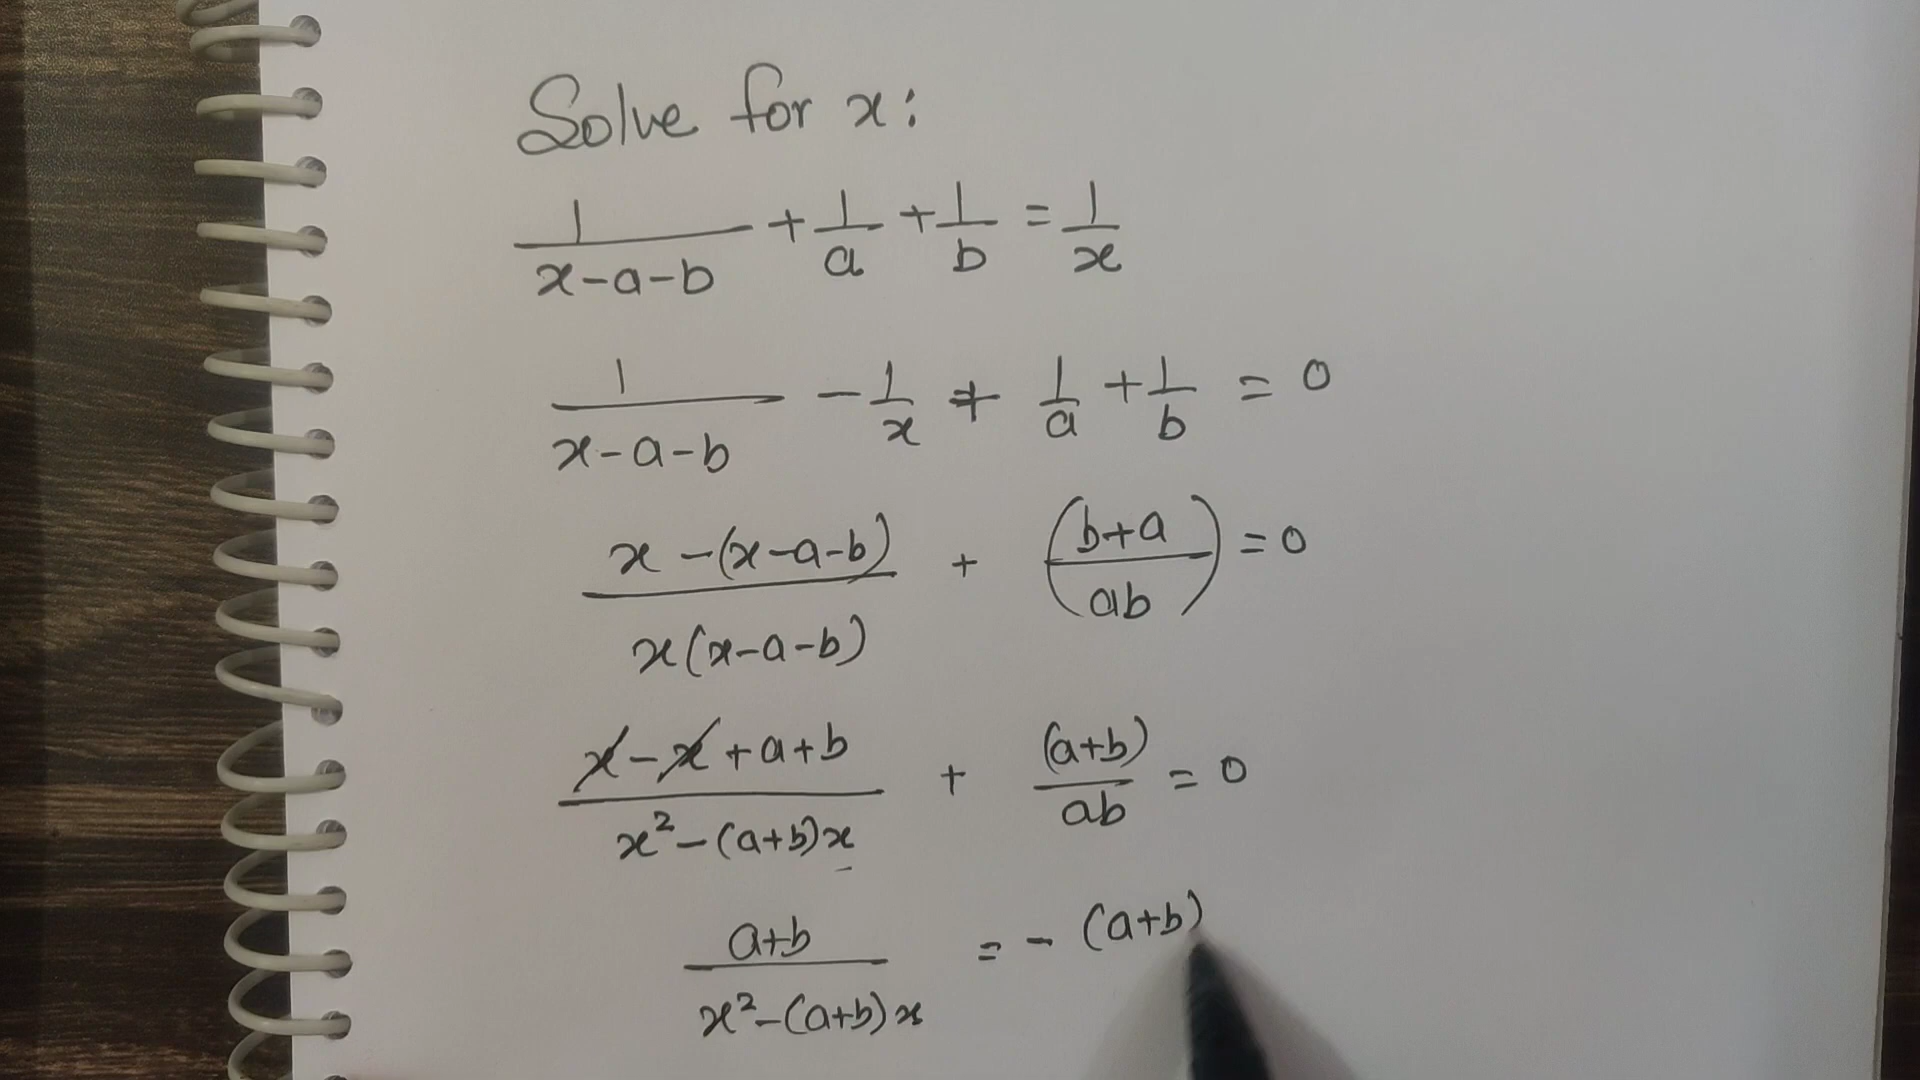 Solve for x:
1/(x-a-b) + 1/a + 1/b = 1/x
1/(x-a-b) - 1/x + 1/a + 1/b = 0
(x-(x-a-b))/(x(x-a-b)) + ((b+a)/(ab)) = 0
(x-x+a+b)/(x²-(a+b)x) + (a+b)/(ab) = 0
(a+b)/(x²-(a+b)x) = -(a+b)